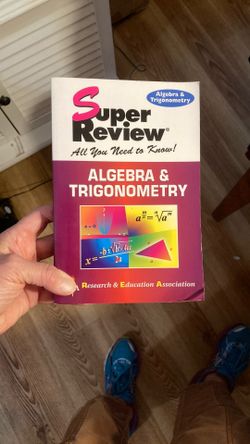 Algebra &
Trigonometry
Super
Review®
All You Need to Know!
ALGEBRA &
TRIGONOMETRY
Research & Education Association